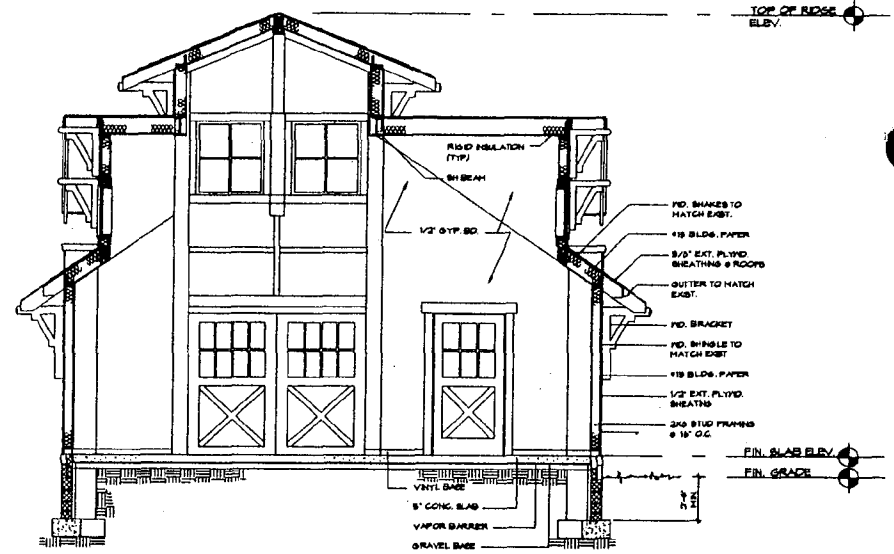 TOP OF RIDGE
ELEV.
RIGID INSULATION
(TYP)
BM BEAM
1/2" GYP. BD.
WD. SHAKES TO
MATCH EXIST.
#15 BLDG. PAPER
5/8" EXT. PLYWD.
SHEATHING @ ROOFS
GUTTER TO MATCH
EXIST.
WD. BRACKET
WD. SHINGLE TO
MATCH EXIST
#15 BLDG. PAPER
1/2" EXT. PLYWD.
SHEATING
2X6 STUD FRAMING
@ 16" O.C.
FIN. SLAB ELEV.
FIN. GRADE
MIN
VINYL BASE
5" CONC. SLAB
VAPOR BARRIER
GRAVEL BASE